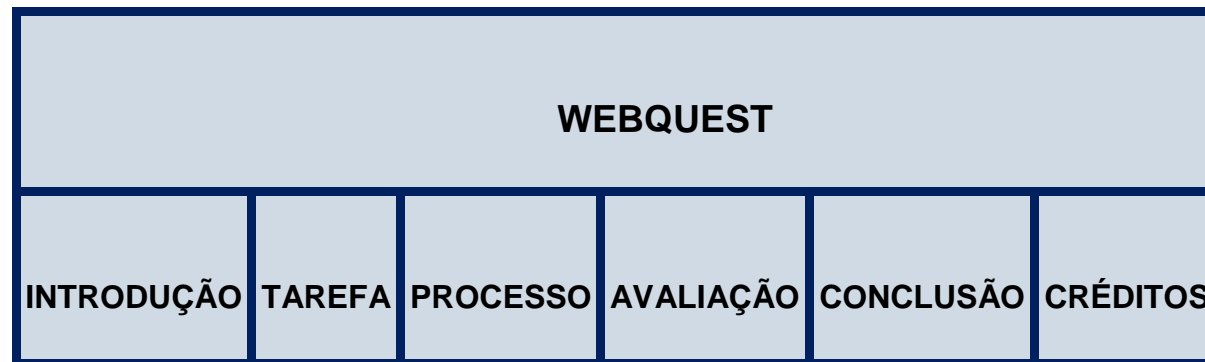 WEBQUEST
INTRODUÇÃO TAREFA PROCESSO AVALIAÇÃO CONCLUSÃO CRÉDITOS